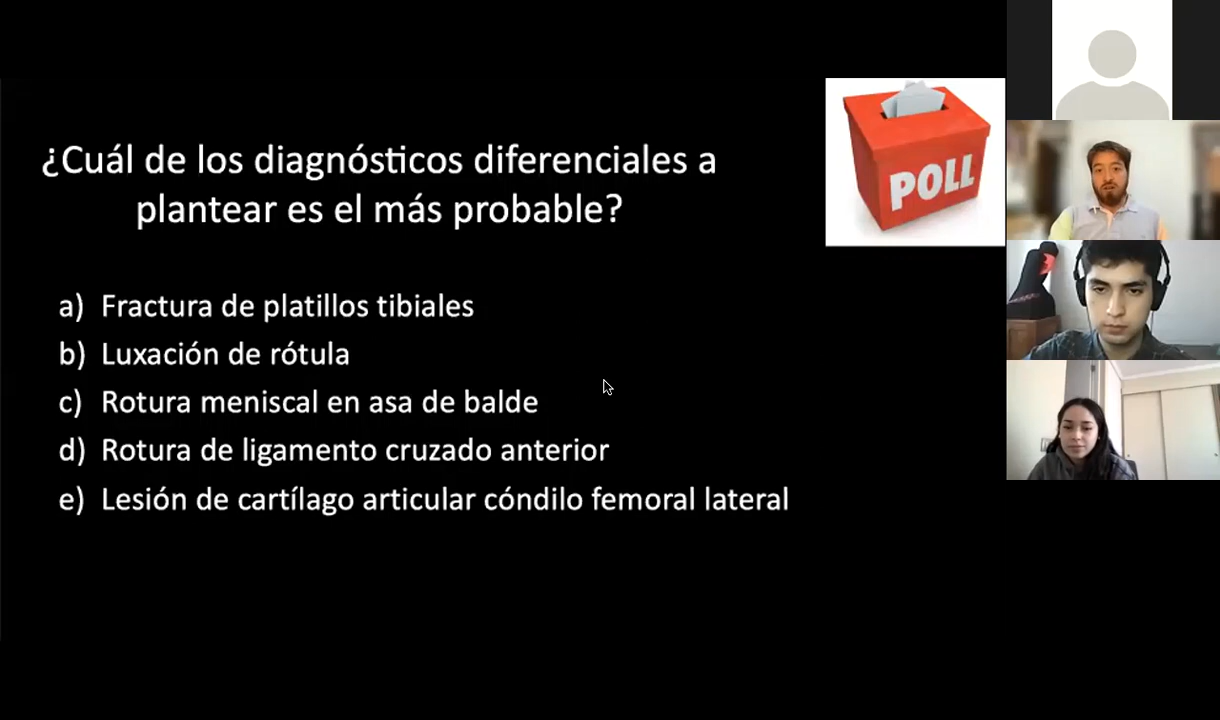 ¿Cuál de los diagnósticos diferenciales a
plantear es el más probable?
POLL
a) Fractura de platillos tibiales
b) Luxación de rótula
c) Rotura meniscal en asa de balde
d) Rotura de ligamento cruzado anterior
e) Lesión de cartílago articular cóndilo femoral lateral